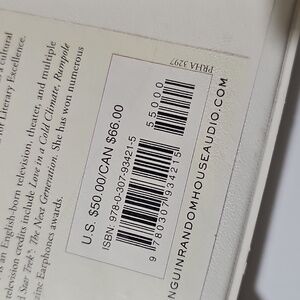 s a cultural
for Literary Excellence.
an English-born television, theater, and multiple
television credits include Love in a Cold Climate, Rumpole
Star Trek: The Next Generation. She has won numerous
Earphones awards.
U.S. $50.00/CAN $66.00
ISBN: 978-0-307-93421-5
55000
9 780307 934215
PRHA 3297
NGUINRANDOMHOUSEAUDIO.COM